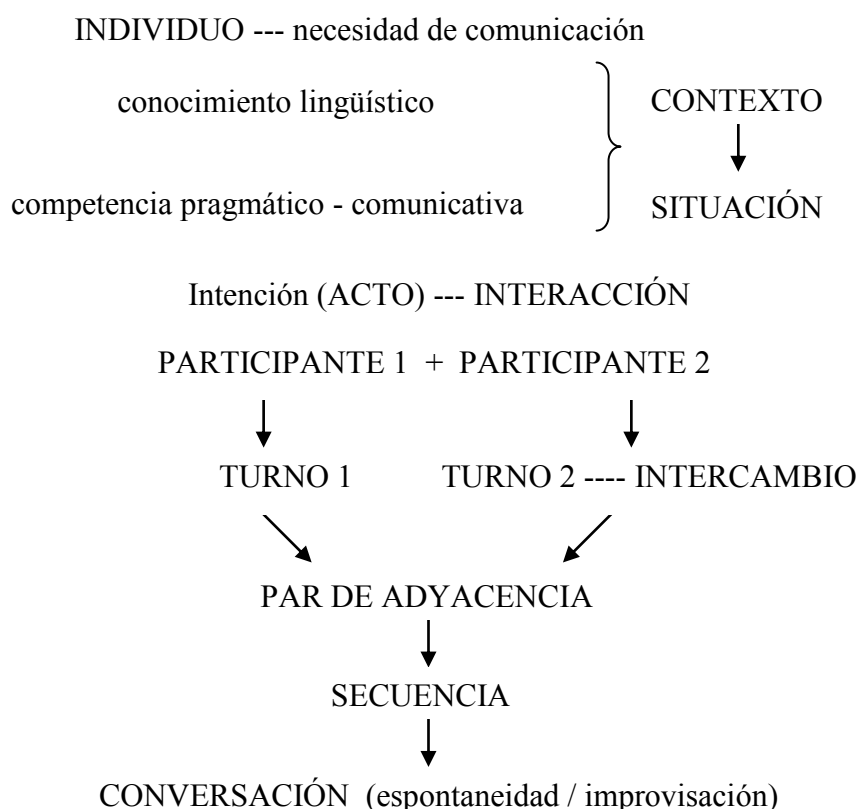 INDIVIDUO --- necesidad de comunicación
conocimiento lingüístico
CONTEXTO
competencia pragmático - comunicativa
SITUACIÓN
Intención (ACTO) --- INTERACCIÓN
PARTICIPANTE 1 + PARTICIPANTE 2
TURNO 1
TURNO 2 ---- INTERCAMBIO
PAR DE ADYACENCIA
SECUENCIA
CONVERSACIÓN (espontaneidad / improvisación)